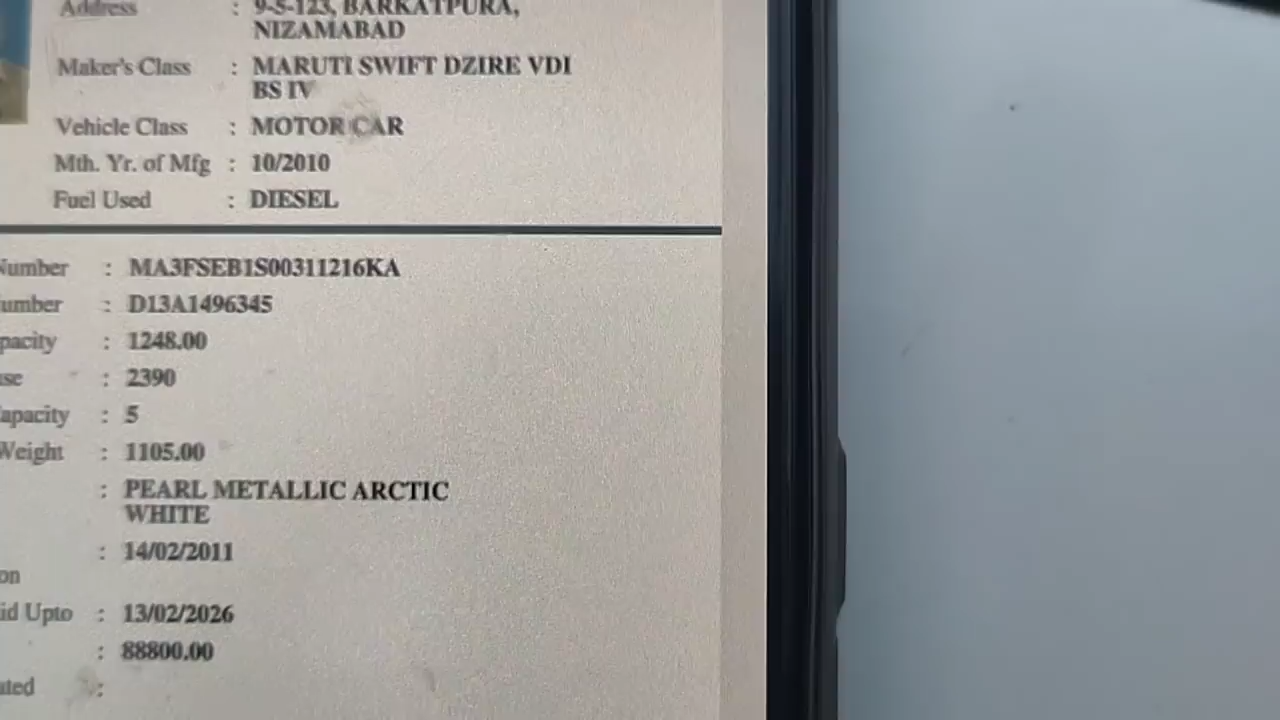 Address : 9-5-123, BARKATPURA,
NIZAMABAD
Maker's Class : MARUTI SWIFT DZIRE VDI
BS IV
Vehicle Class : MOTOR CAR
Mth. Yr. of Mfg : 10/2010
Fuel Used : DIESEL
Number : MA3FSEB1S00311216KA
umber : D13A1496345
pacity : 1248.00
se : 2390
apacity : 5
Weight : 1105.00
: PEARL METALLIC ARCTIC
WHITE
: 14/02/2011
on
id Upto : 13/02/2026
: 88800.00
ated :